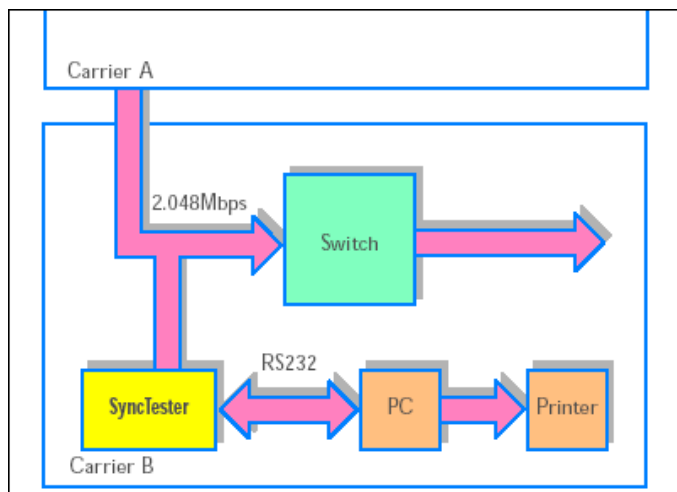 Carrier A
2.048Mbps
Switch
RS232
SyncTester
PC
Printer
Carrier B